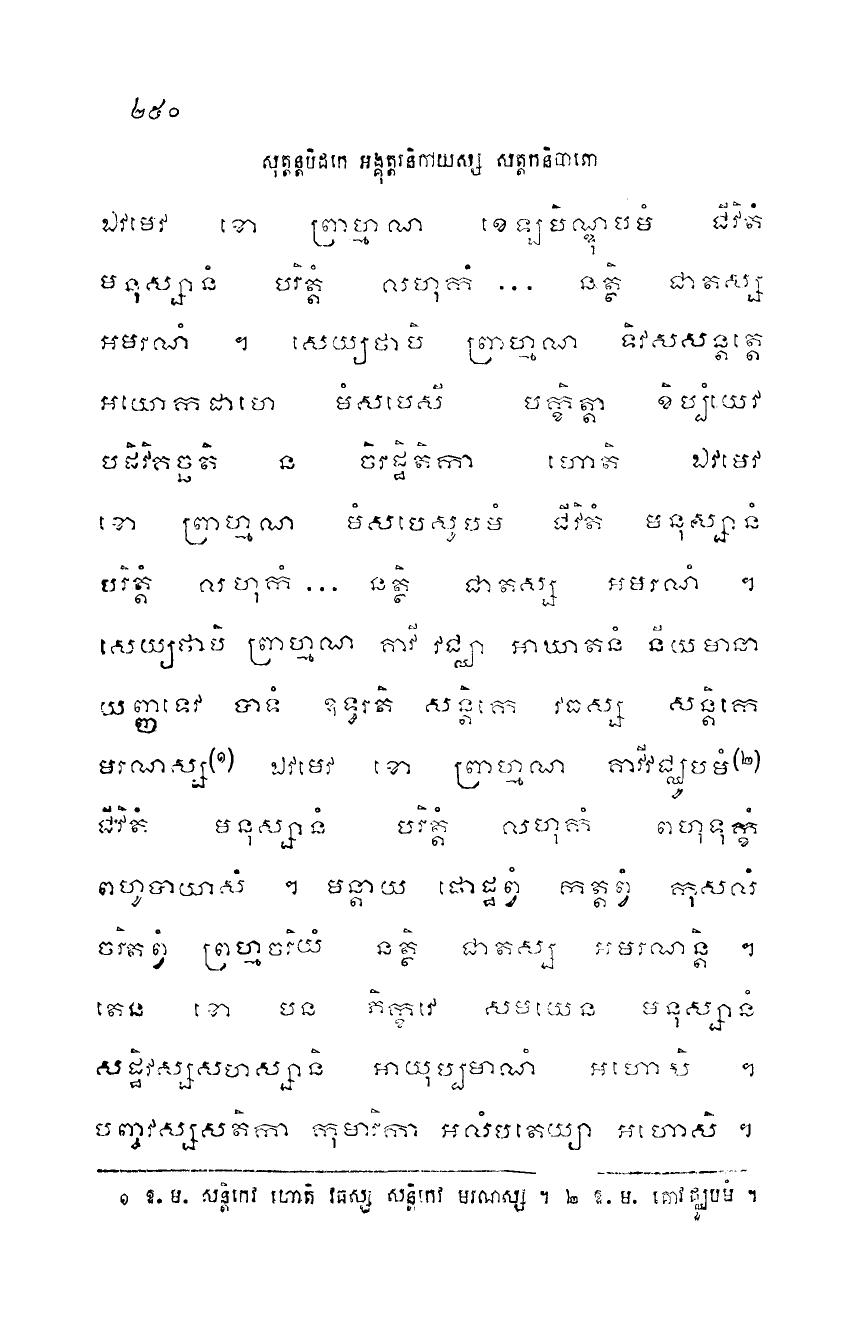 ២៥០
សុត្តន្តបិដកេ អង្គុត្តរនិកាយស្ស សត្តកនិបាតោ
ឯវមេវ ខោ ព្រាហ្មណ ខេឡបិណ្ឌុបមំ ជីវិតំ
មនុស្សានំ បរិត្តំ លហុកំ ... នត្ថិ ជាតស្ស
អមរណំ ។ សេយ្យថាបិ ព្រាហ្មណ ទិវសសន្តត្តេ
អយោកដាហេ មំសបេសី បក្ខិត្តា ខិប្បំយេវ
បដិវិគច្ឆតិ ន ចិរដ្ឋិតិកា ហោតិ ឯវមេវ
ខោ ព្រាហ្មណ មំសបេសូបមំ ជីវិតំ មនុស្សានំ
បរិត្តំ លហុកំ ... នត្ថិ ជាតស្ស អមរណំ ។
សេយ្យថាបិ ព្រាហ្មណ គាវី វជ្ឈា អាឃាតនំ នីយមានា
យញ្ញទេវ បាទំ ឧទ្ធរតិ សន្តិកេ វធស្ស សន្តិកេ
មរណស្ស(១) ឯវមេវ ខោ ព្រាហ្មណ គាវីវជ្ឈូបមំ(២)
ជីវិតំ មនុស្សានំ បរិត្តំ លហុកំ ពហុទុក្ខំ
ពហូបាយាសំ ។ មន្តាយ ផោដ្ឋព្វំ កត្តព្វំ កុសលំ
ចរិតព្វំ ព្រហ្មចរិយំ នត្ថិ ជាតស្ស អមរណន្តិ ។
តេន ខោ បន ភិក្ខវេ សមយេន មនុស្សានំ
សដ្ឋិវស្សសហស្សានិ អាយុប្បមាណំ អហោសិ ។
បញ្ចវស្សសតិកា កុមារិកា អលំបតេយ្យា អហោសិ ។
១ ឱ. ម. សន្តិកេវ ហោតិ វធស្ស សន្តិកេវ មរណស្ស ។ ២ ឱ. ម. គោវជ្ឈូបមំ ។